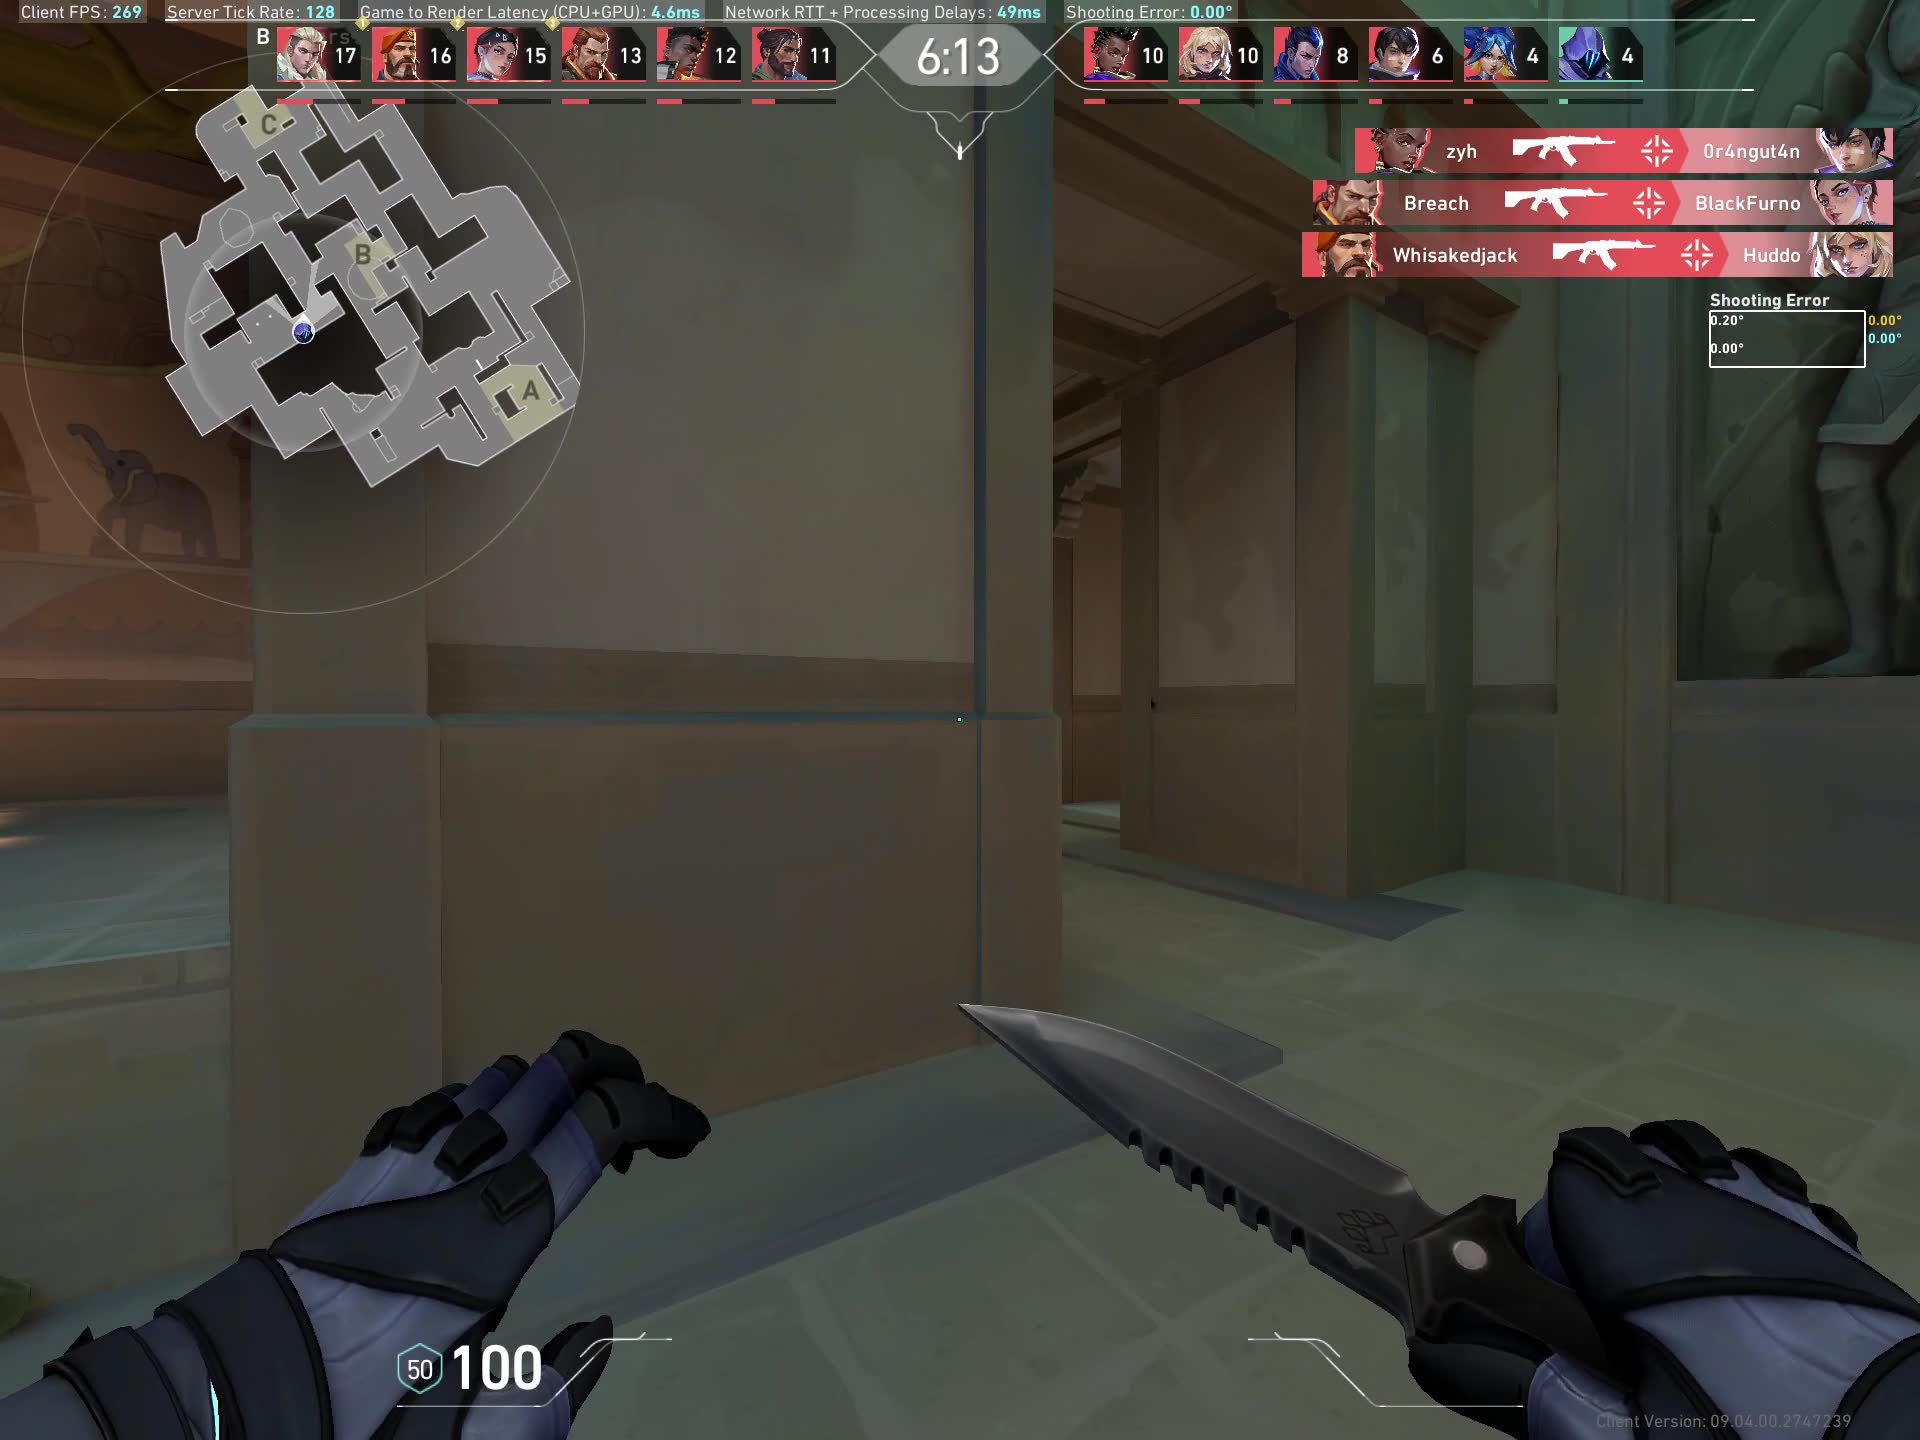 Client FPS: 269 Server Tick Rate: 128 Game to Render Latency (CPU+GPU): 4.6ms Network RTT + Processing Delays: 49ms Shooting Error: 0.00°
B
17 16 15 13 12 11 6:13 10 10 8 6 4 4
C
zyh 0r4ngut4n
Breach BlackFurno
Whisakedjack Huddo
B
Shooting Error
0.20° 0.00°
0.00°
0.00°
A
50 100
Client Version: 09.04.00.2747239